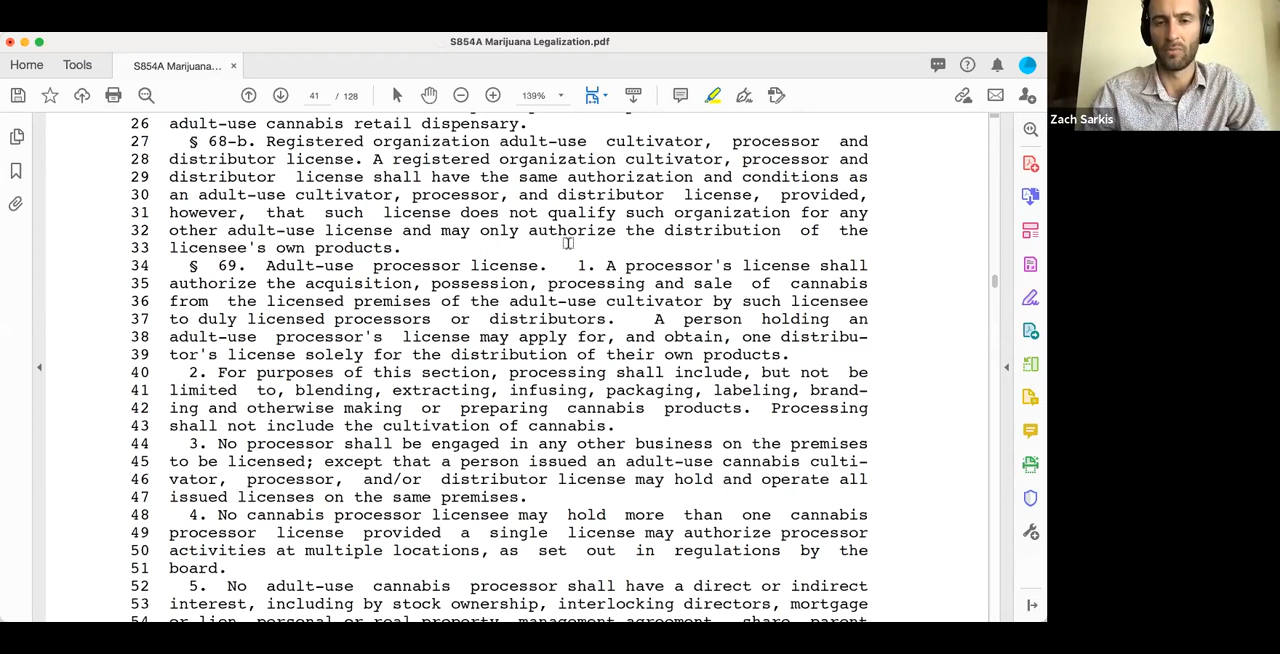 S854A Marijuana Legalization.pdf
Home Tools S854A Marijuana... ×
41 / 128 139%
Zach Sarkis
26 adult-use cannabis retail dispensary.
27 § 68-b. Registered organization adult-use cultivator, processor and
28 distributor license. A registered organization cultivator, processor and
29 distributor license shall have the same authorization and conditions as
30 an adult-use cultivator, processor, and distributor license, provided,
31 however, that such license does not qualify such organization for any
32 other adult-use license and may only authorize the distribution of the
33 licensee's own products.
34 § 69. Adult-use processor license. 1. A processor's license shall
35 authorize the acquisition, possession, processing and sale of cannabis
36 from the licensed premises of the adult-use cultivator by such licensee
37 to duly licensed processors or distributors. A person holding an
38 adult-use processor's license may apply for, and obtain, one distribu-
39 tor's license solely for the distribution of their own products.
40 2. For purposes of this section, processing shall include, but not be
41 limited to, blending, extracting, infusing, packaging, labeling, brand-
42 ing and otherwise making or preparing cannabis products. Processing
43 shall not include the cultivation of cannabis.
44 3. No processor shall be engaged in any other business on the premises
45 to be licensed; except that a person issued an adult-use cannabis culti-
46 vator, processor, and/or distributor license may hold and operate all
47 issued licenses on the same premises.
48 4. No cannabis processor licensee may hold more than one cannabis
49 processor license provided a single license may authorize processor
50 activities at multiple locations, as set out in regulations by the
51 board.
52 5. No adult-use cannabis processor shall have a direct or indirect
53 interest, including by stock ownership, interlocking directors, mortgage
54 or lien, personal or real property, management agreement, share parent